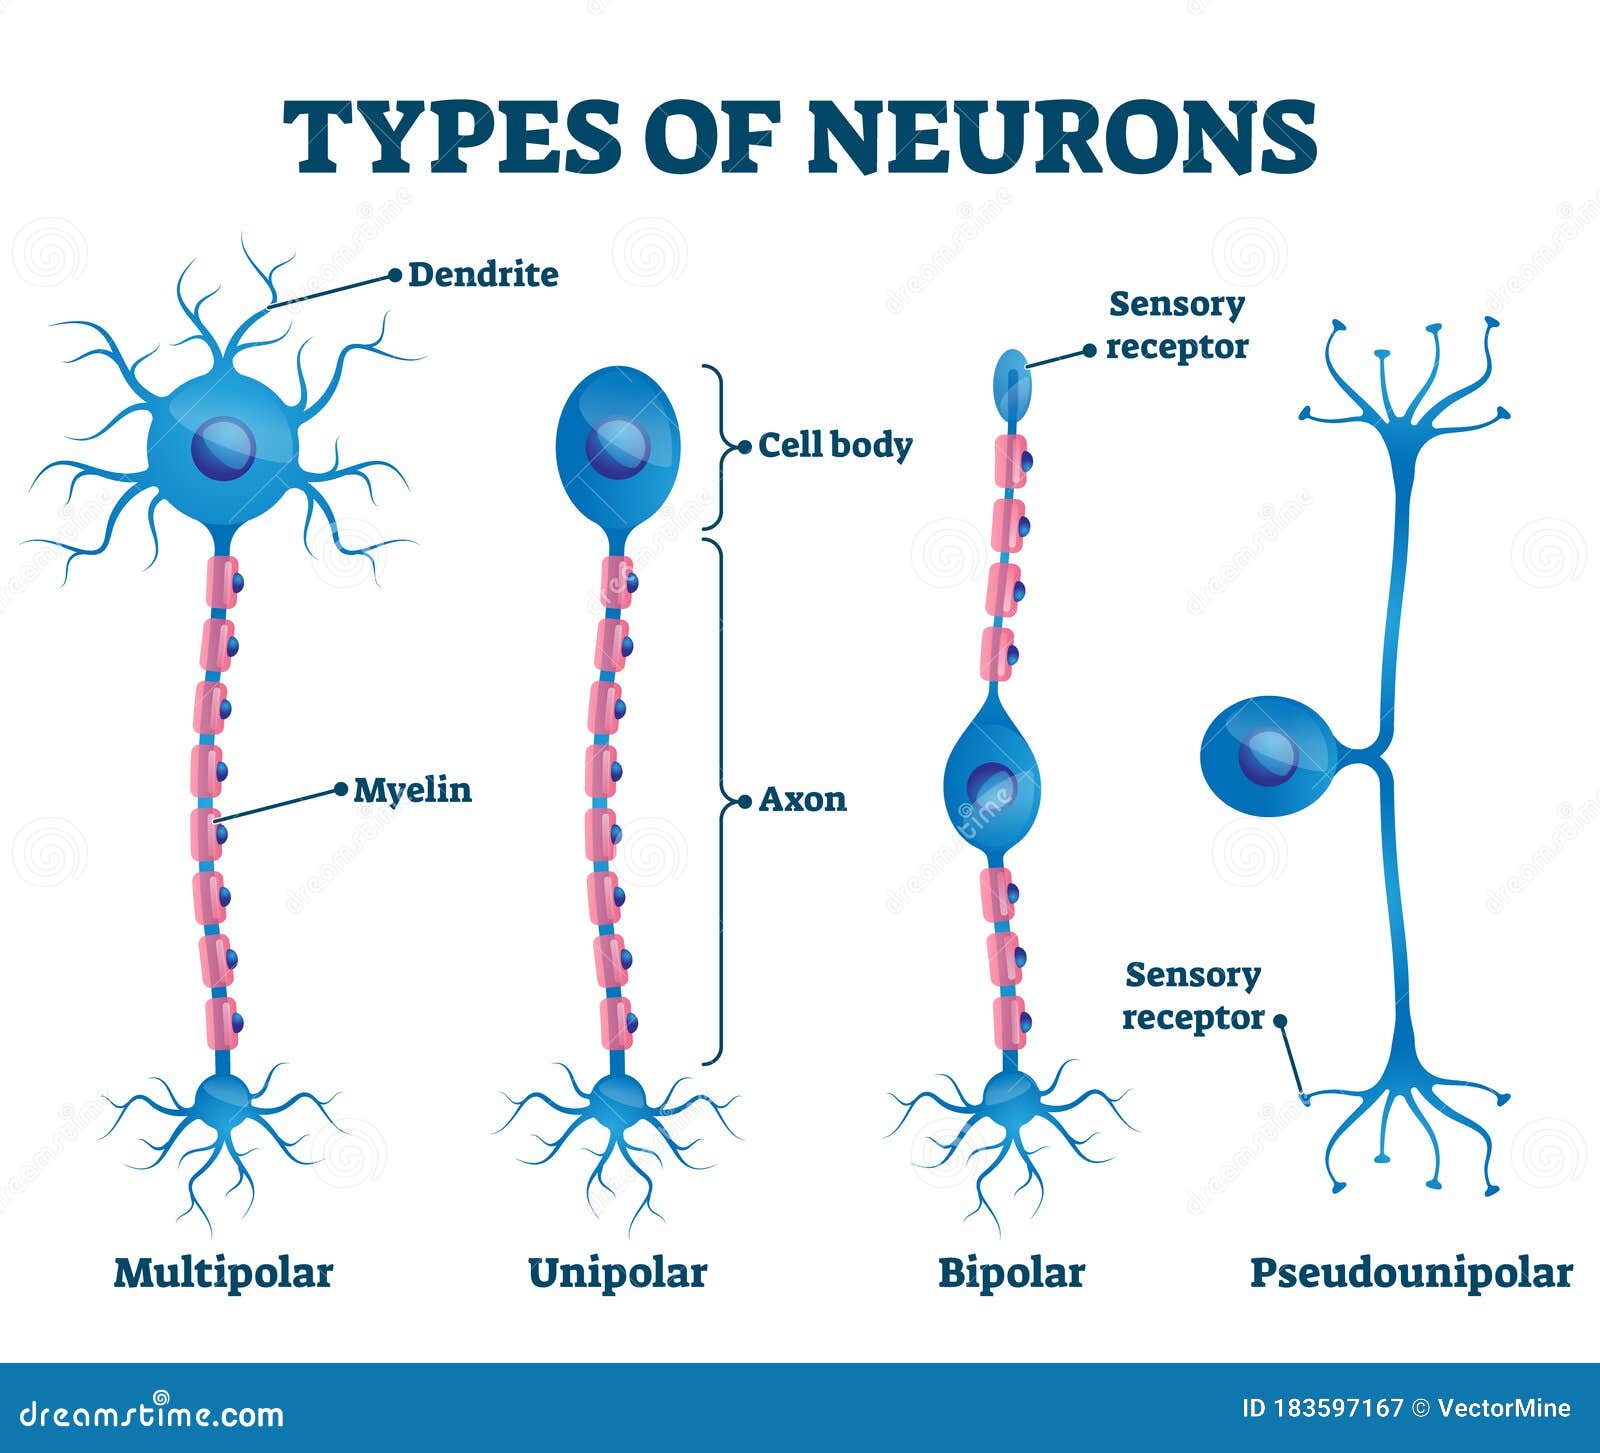 TYPES OF NEURONS
Dendrite
Sensory
receptor
Cell body
Myelin
Axon
Sensory
receptor
Multipolar
Unipolar
Bipolar
Pseudounipolar
dreamstime.com
ID 183597167 © VectorMine